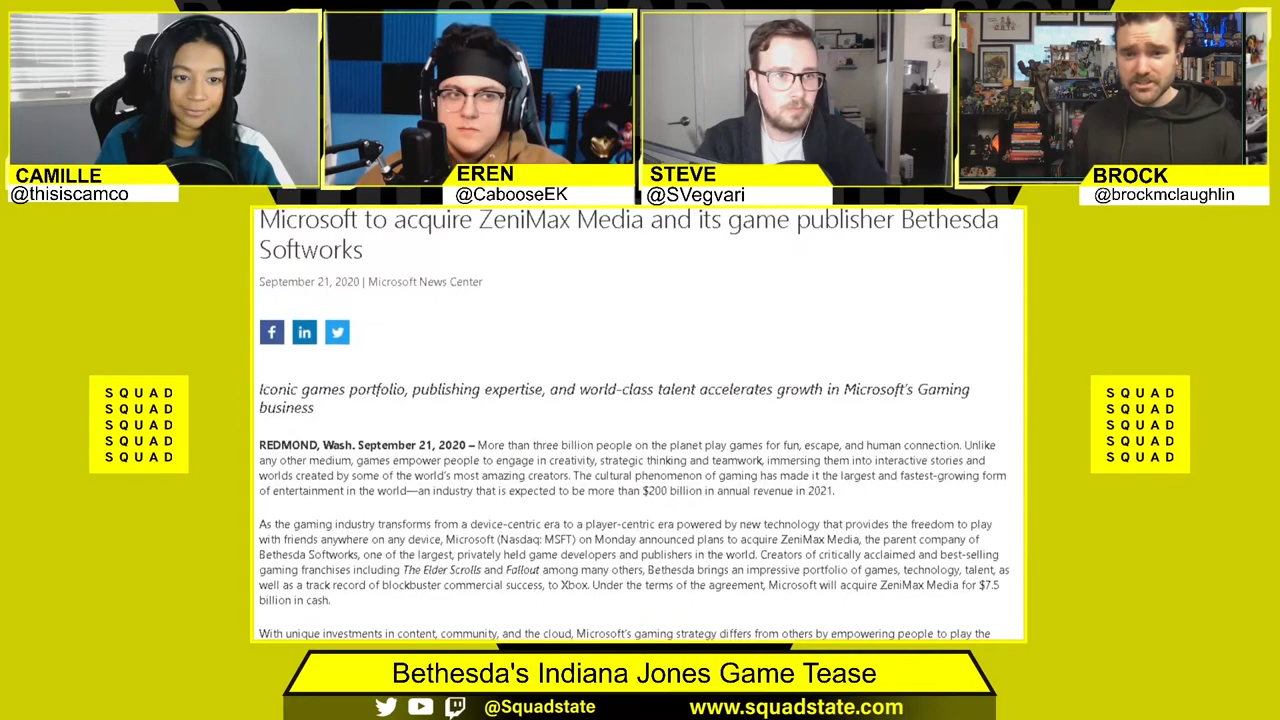 CAMILLE
@thisiscamco
EREN
@CabooseEK
STEVE
@SVegvari
BROCK
@brockmclaughlin
Microsoft to acquire ZeniMax Media and its game publisher Bethesda
Softworks
September 21, 2020 | Microsoft News Center
f
in
Iconic games portfolio, publishing expertise, and world-class talent accelerates growth in Microsoft's Gaming
business
REDMOND, Wash. September 21, 2020 – More than three billion people on the planet play games for fun, escape, and human connection. Unlike
any other medium, games empower people to engage in creativity, strategic thinking and teamwork, immersing them into interactive stories and
worlds created by some of the world's most amazing creators. The cultural phenomenon of gaming has made it the largest and fastest-growing form
of entertainment in the world—an industry that is expected to be more than $200 billion in annual revenue in 2021.
As the gaming industry transforms from a device-centric era to a player-centric era powered by new technology that provides the freedom to play
with friends anywhere on any device, Microsoft (Nasdaq: MSFT) on Monday announced plans to acquire ZeniMax Media, the parent company of
Bethesda Softworks, one of the largest, privately held game developers and publishers in the world. Creators of critically acclaimed and best-selling
gaming franchises including The Elder Scrolls and Fallout among many others, Bethesda brings an impressive portfolio of games, technology, talent, as
well as a track record of blockbuster commercial success, to Xbox. Under the terms of the agreement, Microsoft will acquire ZeniMax Media for $7.5
billion in cash.
With unique investments in content, community, and the cloud, Microsoft's gaming strategy differs from others by empowering people to play the
SQUAD
SQUAD
SQUAD
SQUAD
SQUAD
SQUAD
SQUAD
SQUAD
SQUAD
SQUAD
Bethesda's Indiana Jones Game Tease
@Squadstate
www.squadstate.com